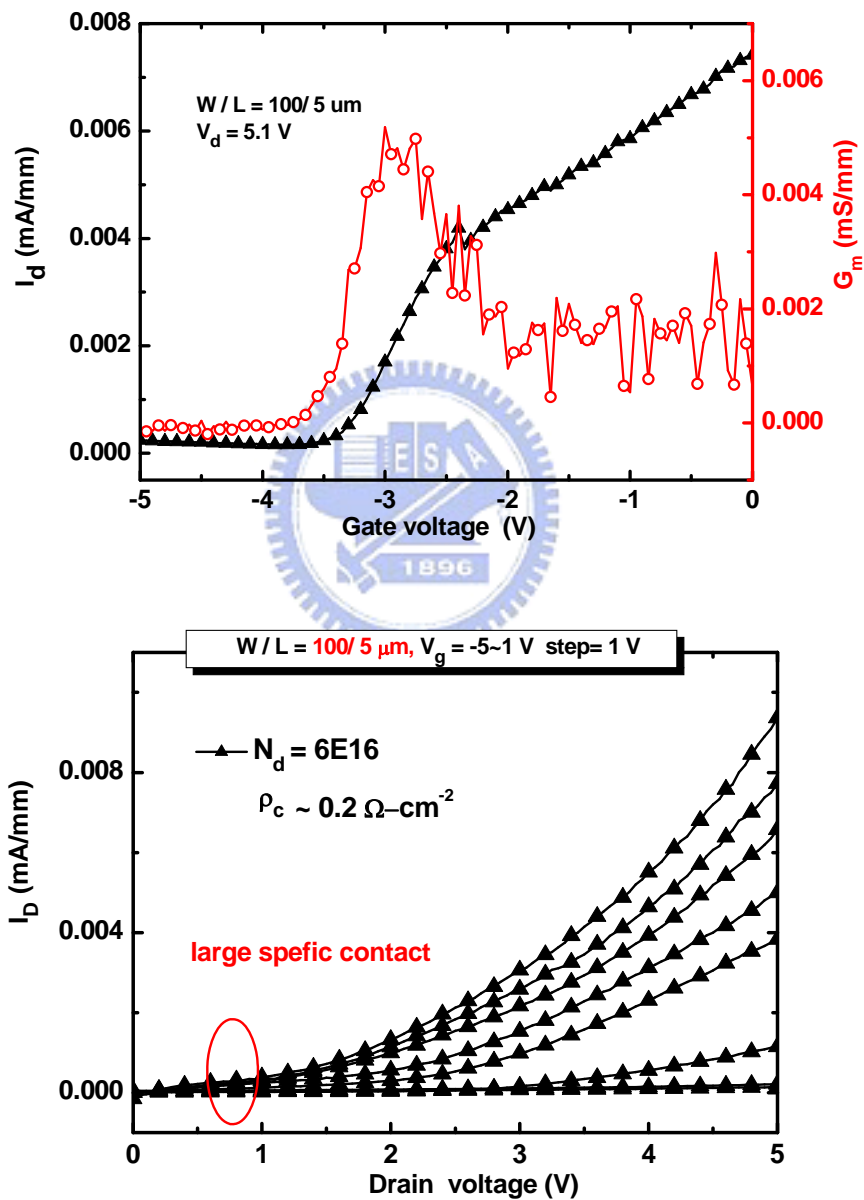 0.008
0.006
0.004
0.002
0.000
I_d (mA/mm)
W / L = 100/ 5 um
V_d = 5.1 V
0.006
0.004
0.002
0.000
G_m (mS/mm)
-5 -4 -3 -2 -1 0
Gate voltage (V)
E S A
1896
W / L = 100/ 5 μm, V_g = -5~1 V step= 1 V
N_d = 6E16
ρ_c ~ 0.2 Ω–cm^-2
large spefic contact
0.008
0.004
0.000
I_D (mA/mm)
0 1 2 3 4 5
Drain voltage (V)